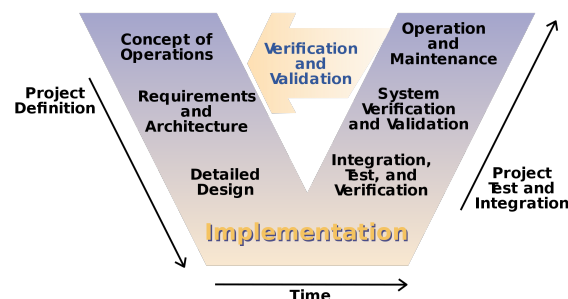 Concept of
Operations
Verification
and
Validation
Operation
and
Maintenance
Project
Definition
Requirements
and
Architecture
System
Verification
and Validation
Detailed
Design
Integration,
Test, and
Verification
Project
Test and
Integration
Implementation
Time